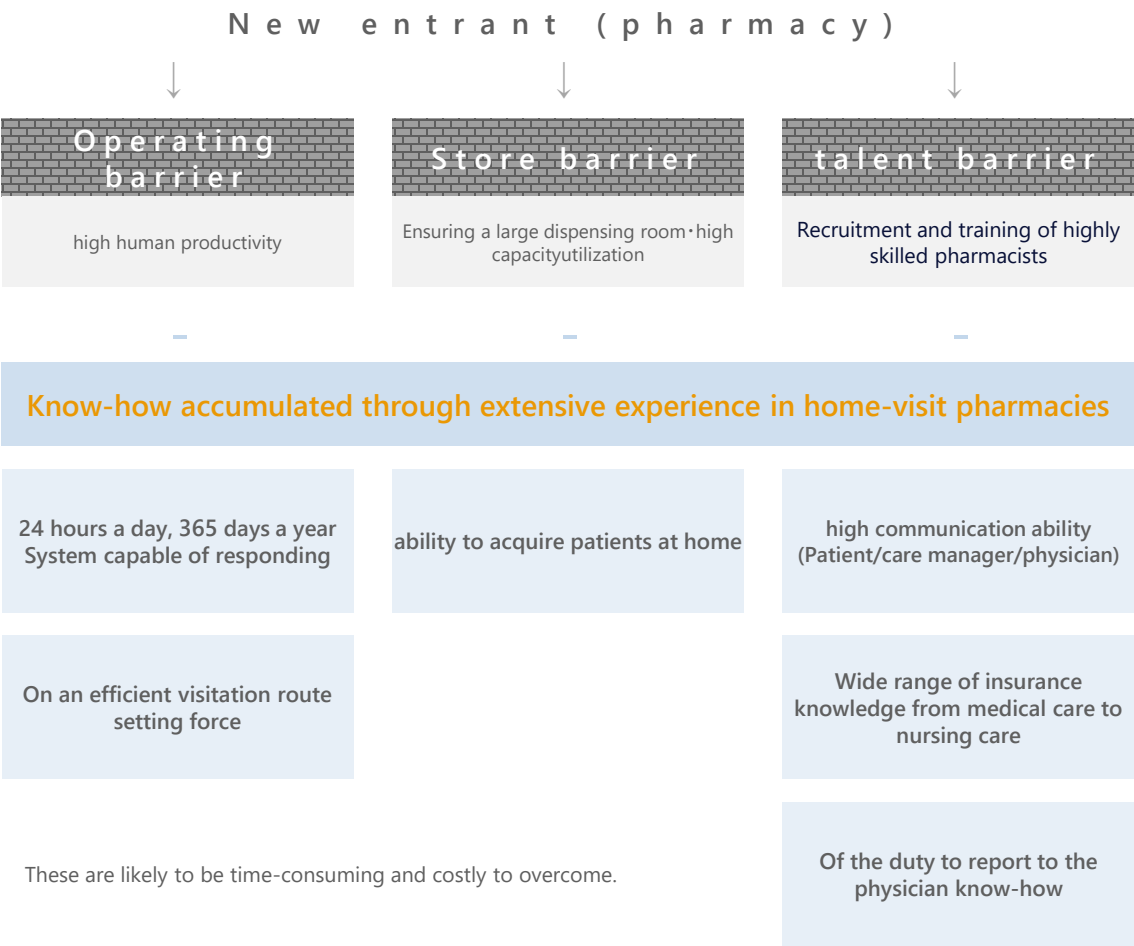 New entrant (pharmacy)
Operating
barrier
Store barrier
talent barrier
high human productivity
Ensuring a large dispensing room・high
capacityutilization
Recruitment and training of highly
skilled pharmacists
Know-how accumulated through extensive experience in home-visit pharmacies
24 hours a day, 365 days a year
System capable of responding
ability to acquire patients at home
high communication ability
(Patient/care manager/physician)
On an efficient visitation route
setting force
Wide range of insurance
knowledge from medical care to
nursing care
These are likely to be time-consuming and costly to overcome.
Of the duty to report to the
physician know-how